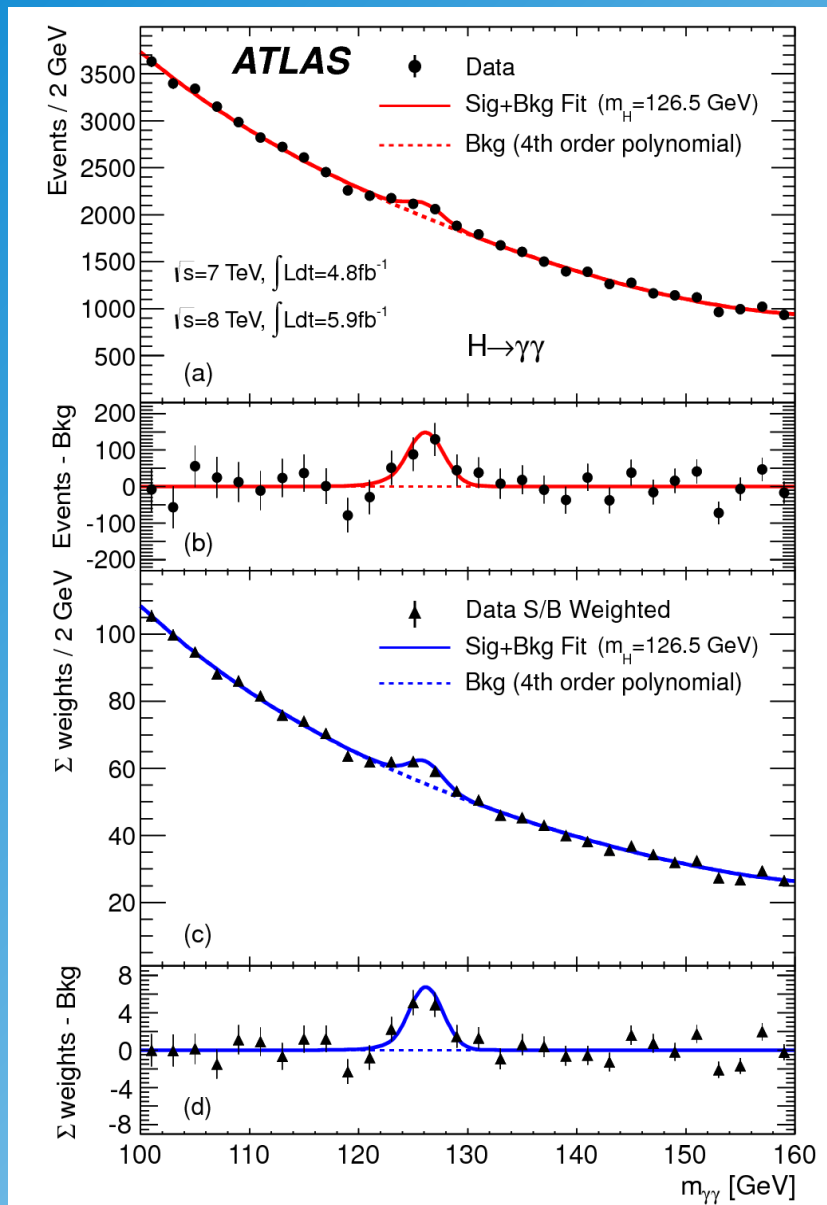 ATLAS
Data
Sig+Bkg Fit (m_H=126.5 GeV)
Bkg (4th order polynomial)
Events / 2 GeV
3500
3000
2500
2000
1500
1000
500
√s=7 TeV, ∫Ldt=4.8fb⁻¹
√s=8 TeV, ∫Ldt=5.9fb⁻¹
H→γγ
(a)
Events - Bkg
200
100
0
-100
-200
(b)
Data S/B Weighted
Sig+Bkg Fit (m_H=126.5 GeV)
Bkg (4th order polynomial)
Σ weights / 2 GeV
100
80
60
40
20
(c)
Σ weights - Bkg
8
4
0
-4
-8
(d)
100 110 120 130 140 150 160
m_γγ [GeV]